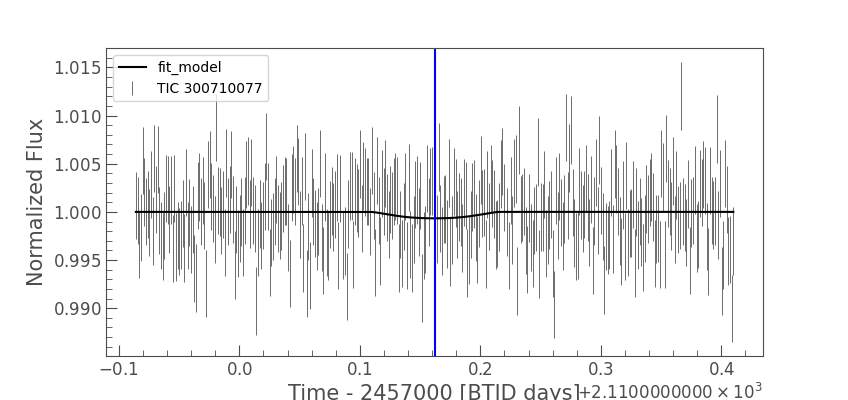 fit_model
TIC 300710077
Normalized Flux
1.015
1.010
1.005
1.000
0.995
0.990
−0.1 0.0 0.1 0.2 0.3 0.4
Time - 2457000 [BTJD days]
+2.1100000000 × 10³